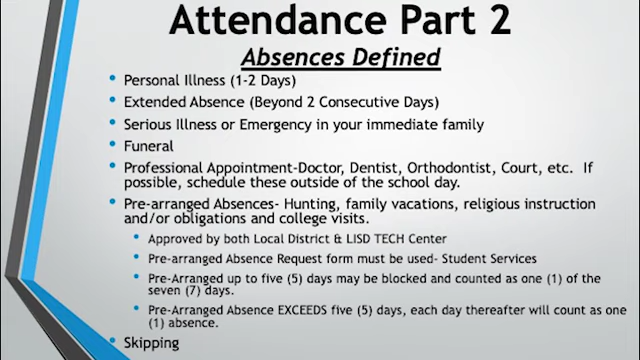 Attendance Part 2
Absences Defined
• Personal Illness (1-2 Days)
• Extended Absence (Beyond 2 Consecutive Days)
• Serious Illness or Emergency in your immediate family
• Funeral
• Professional Appointment-Doctor, Dentist, Orthodontist, Court, etc. If
possible, schedule these outside of the school day.
• Pre-arranged Absences- Hunting, family vacations, religious instruction
and/or obligations and college visits.
• Approved by both Local District & LISD TECH Center
• Pre-arranged Absence Request form must be used- Student Services
• Pre-Arranged up to five (5) days may be blocked and counted as one (1) of the
seven (7) days.
• Pre-Arranged Absence EXCEEDS five (5) days, each day thereafter will count as one
(1) absence.
• Skipping